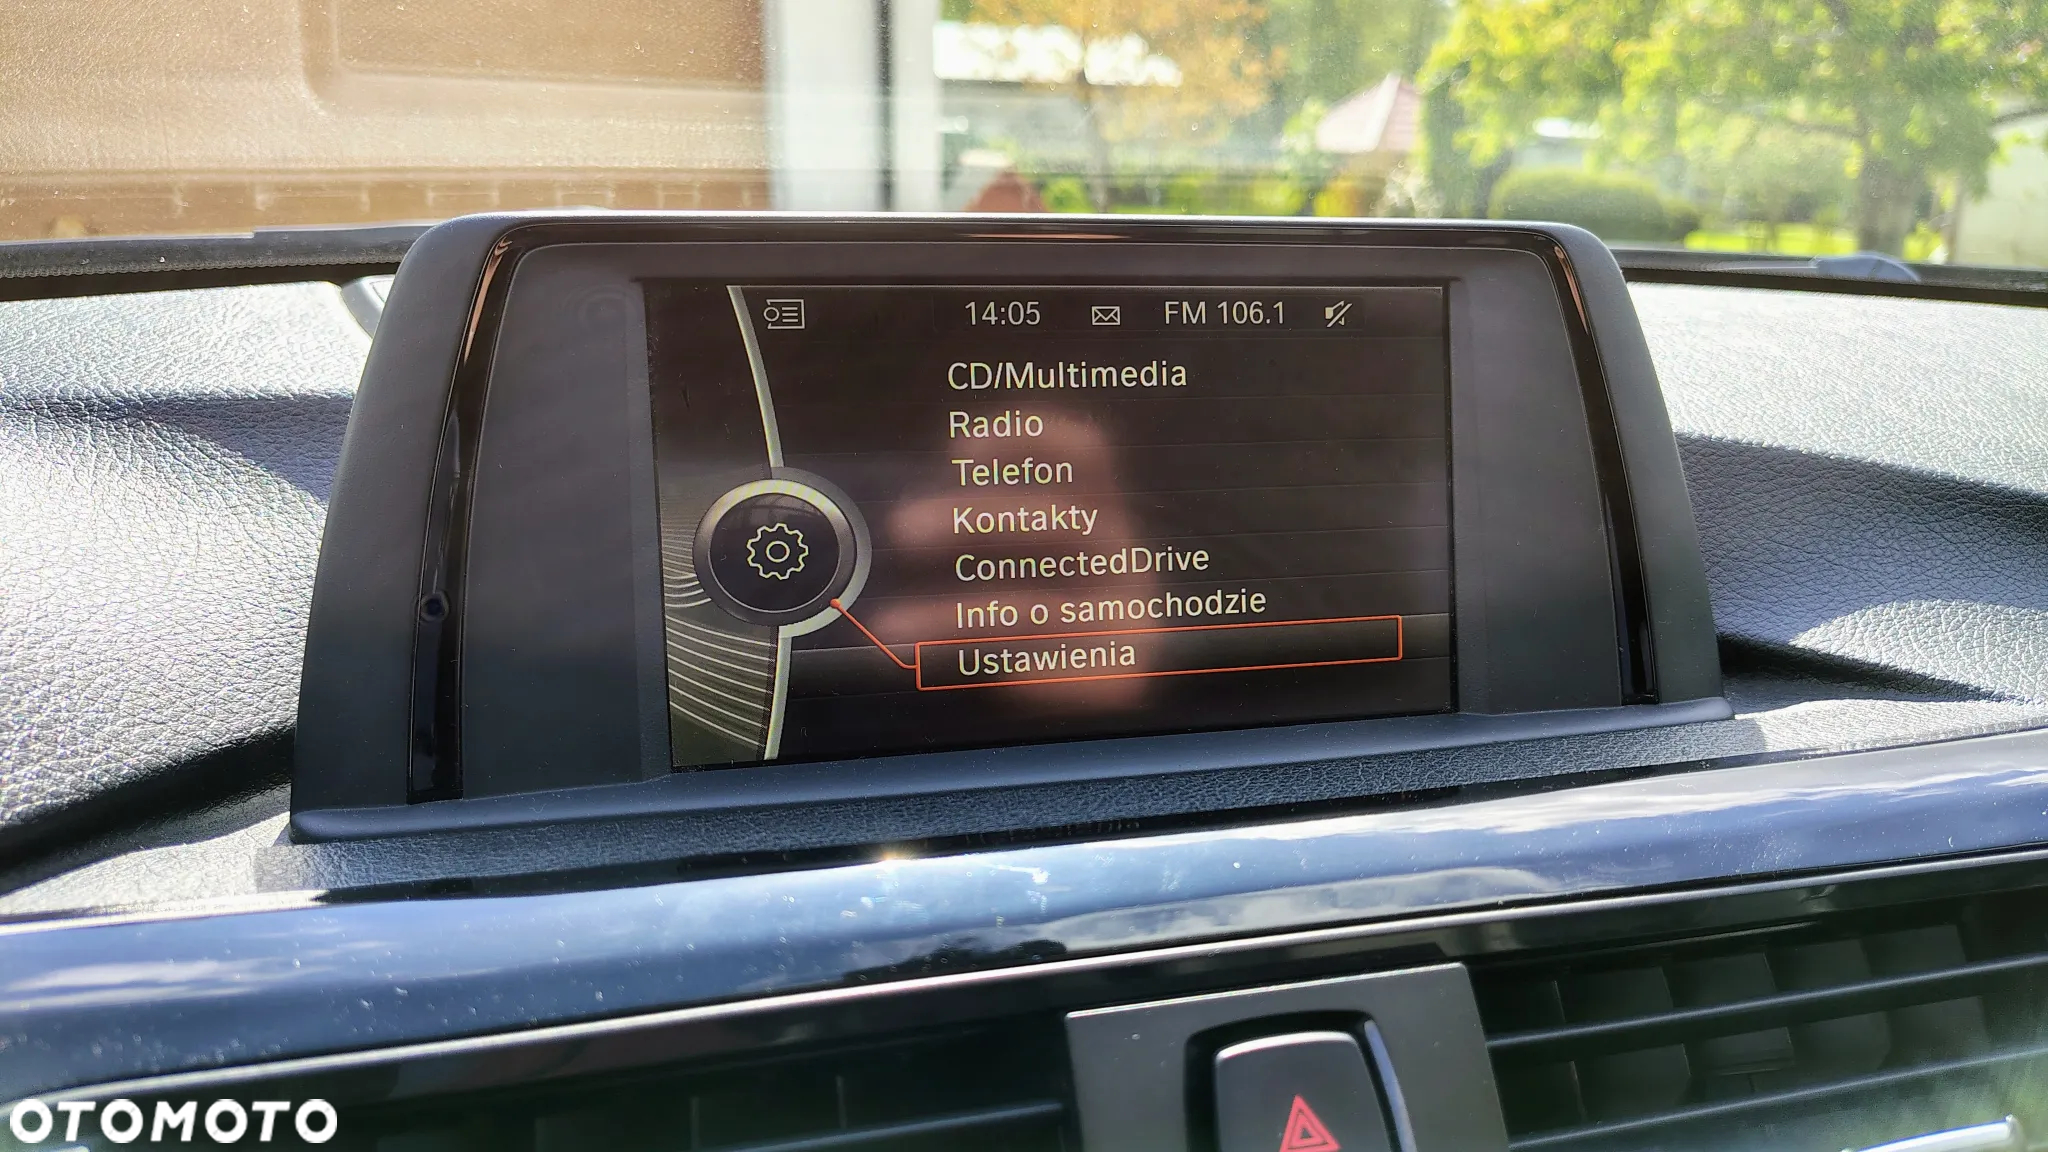 14:05 FM 106.1
CD/Multimedia
Radio
Telefon
Kontakty
ConnectedDrive
Info o samochodzie
Ustawienia
OTOMOTO